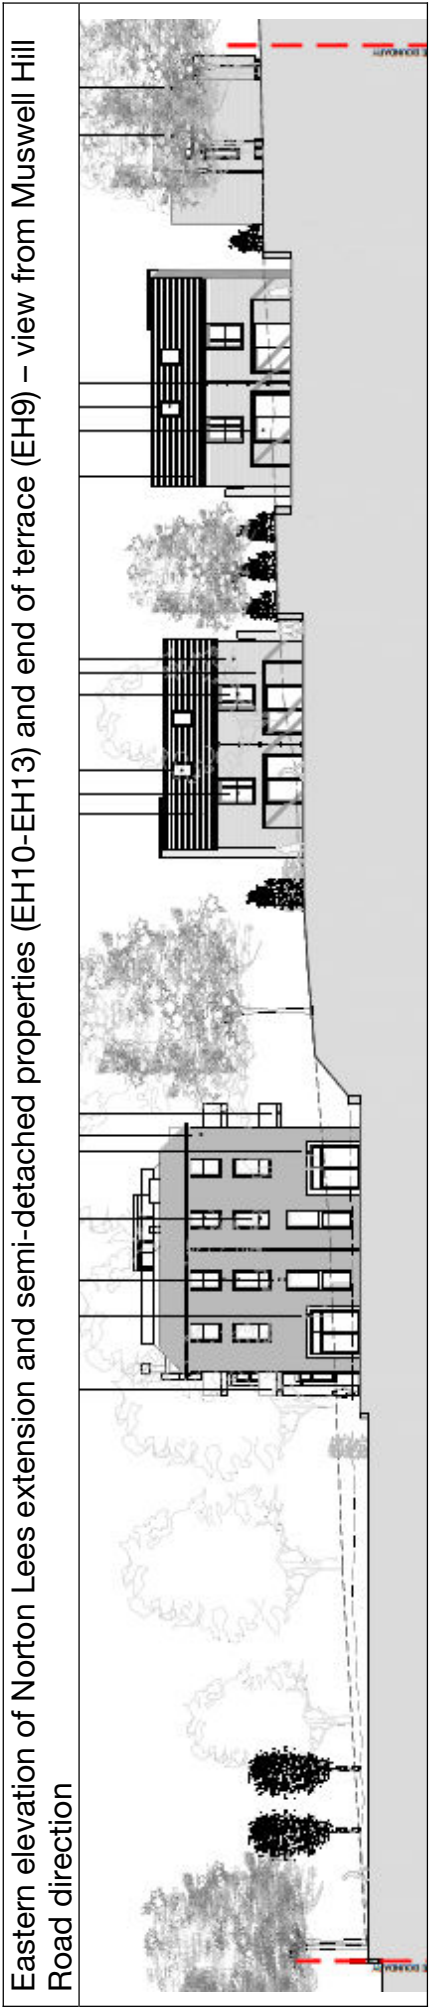 Eastern elevation of Norton Lees extension and semi-detached properties (EH10-EH13) and end of terrace (EH9) – view from Muswell Hill
Road direction